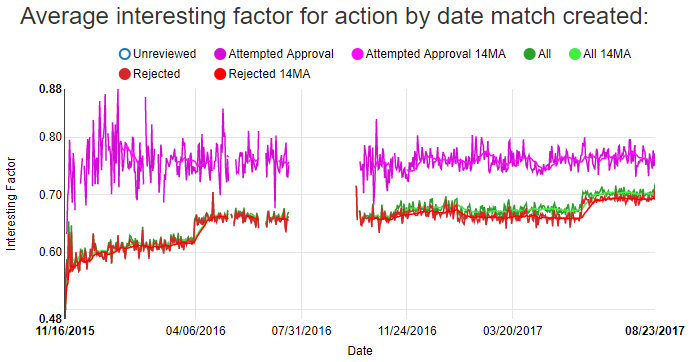 Average interesting factor for action by date match created:
Unreviewed Attempted Approval Attempted Approval 14MA All All 14MA
Rejected Rejected 14MA
0.88
0.80
0.70
0.60
0.48
Interesting Factor
11/16/2015 04/06/2016 07/31/2016 11/24/2016 03/20/2017 08/23/2017
Date